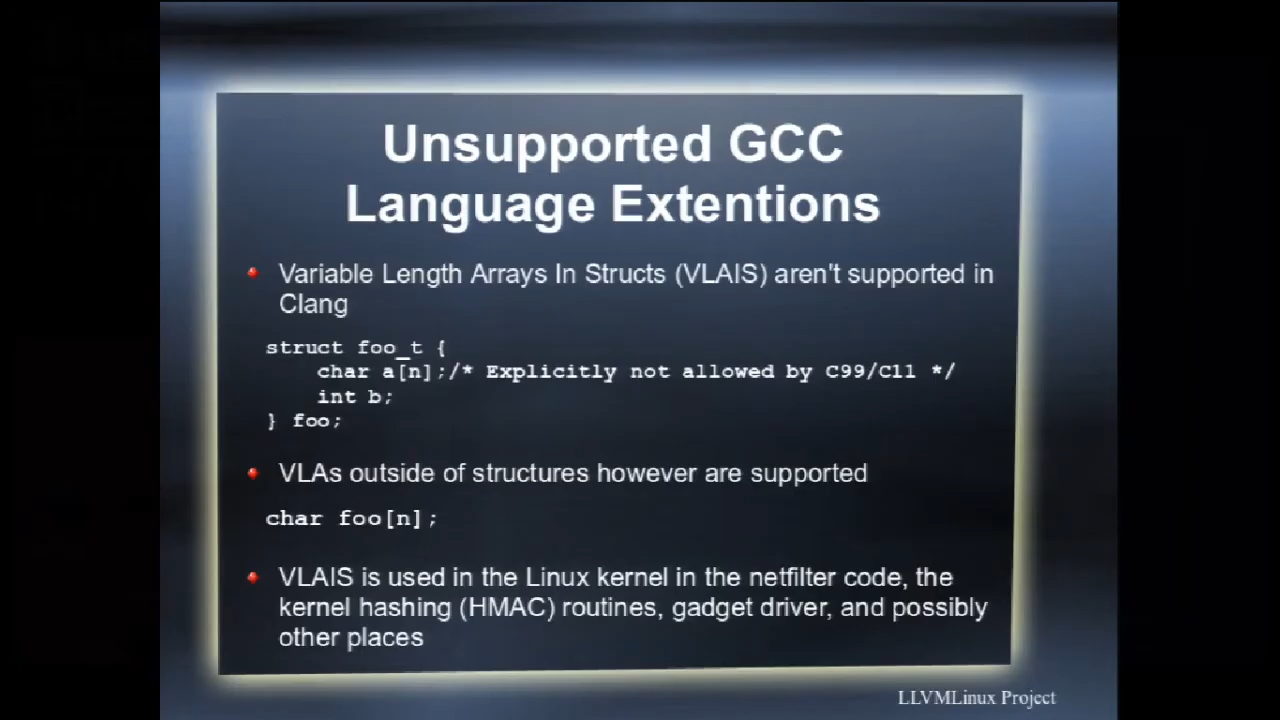 Unsupported GCC
Language Extentions
Variable Length Arrays In Structs (VLAIS) aren't supported in
Clang
struct foo_t {
char a[n];/* Explicitly not allowed by C99/C11 */
int b;
} foo;
VLAs outside of structures however are supported
char foo[n];
VLAIS is used in the Linux kernel in the netfilter code, the
kernel hashing (HMAC) routines, gadget driver, and possibly
other places
LLVMLinux Project